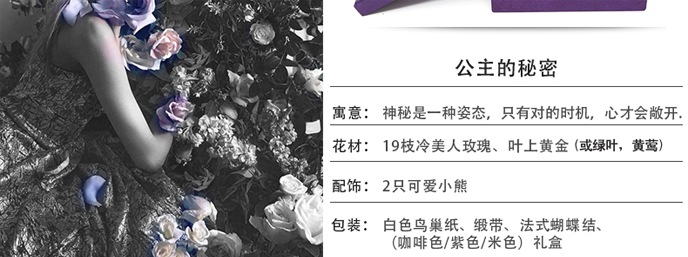 公主的秘密
寓意： 神秘是一种姿态，只有对的时机，心才会敞开.
花材： 19枝冷美人玫瑰、叶上黄金 (或绿叶，黄莺)
配饰： 2只可爱小熊
包装： 白色鸟巢纸、缎带、法式蝴蝶结、
（咖啡色/紫色/米色）礼盒